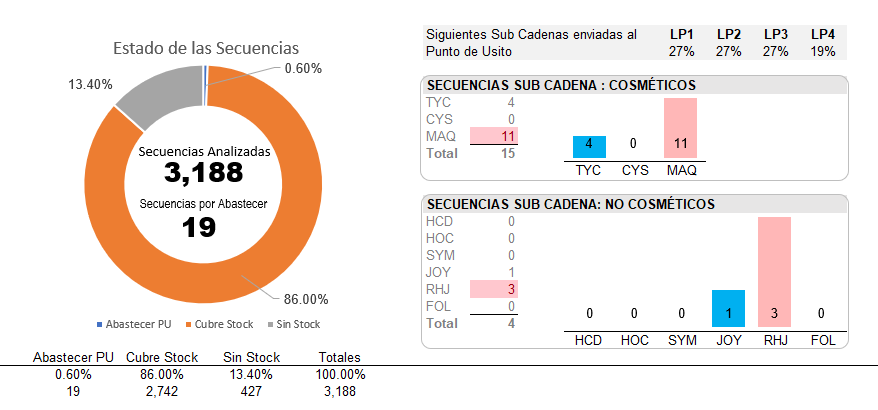 Estado de las Secuencias
0.60%
13.40%
Secuencias Analizadas
3,188
Secuencias por Abastecer
19
86.00%
Abastecer PU Cubre Stock Sin Stock
Abastecer PU Cubre Stock Sin Stock Totales
0.60% 86.00% 13.40% 100.00%
19 2,742 427 3,188
Siguientes Sub Cadenas enviadas al LP1 LP2 LP3 LP4
Punto de Usito 27% 27% 27% 19%
SECUENCIAS SUB CADENA : COSMÉTICOS
TYC 4
CYS 0
MAQ 11
Total 15
4 0 11
TYC CYS MAQ
SECUENCIAS SUB CADENA: NO COSMÉTICOS
HCD 0
HOC 0
SYM 0
JOY 1
RHJ 3
FOL 0
Total 4
0 0 0 1 3 0
HCD HOC SYM JOY RHJ FOL